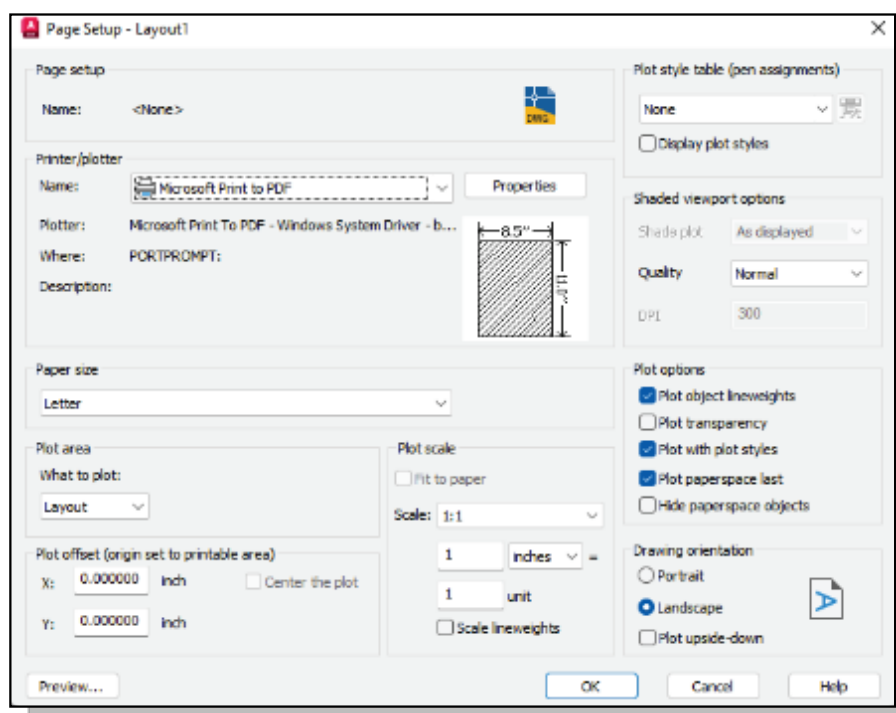 Page Setup - Layout1
Page setup
Name: <None>
DWG
Printer/plotter
Name: Microsoft Print to PDF
Properties
Plotter: Microsoft Print To PDF - Windows System Driver - b...
Where: PORTPROMPT:
Description:
8.5"
11.0"
Paper size
Letter
Plot area
What to plot:
Layout
Plot offset (origin set to printable area)
X: 0.000000 inch
Center the plot
Y: 0.000000 inch
Plot scale
Fit to paper
Scale: 1:1
1 inches =
1 unit
Scale lineweights
Plot style table (pen assignments)
None
Display plot styles
Shaded viewport options
Shade plot As displayed
Quality Normal
DPI 300
Plot options
Plot object lineweights
Plot transparency
Plot with plot styles
Plot paperspace last
Hide paperspace objects
Drawing orientation
Portrait
Landscape
A
Plot upside-down
Preview...
OK
Cancel
Help